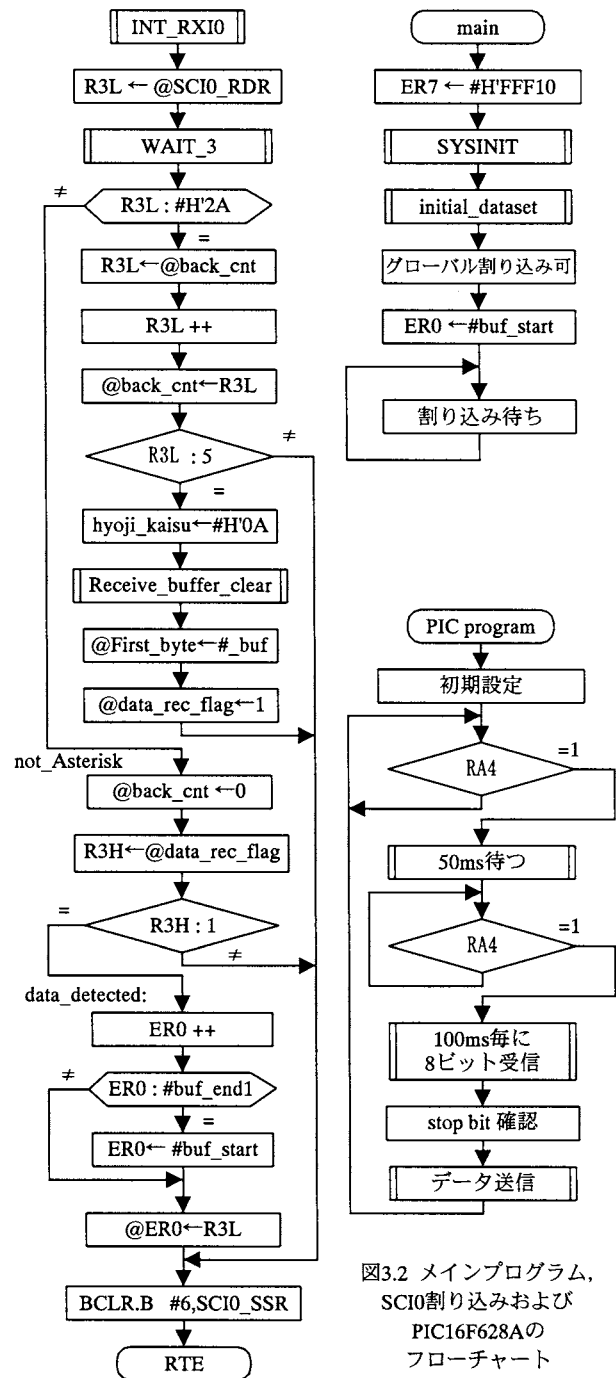 INT_RXI0
R3L ← @SCI0_RDR
WAIT_3
≠
R3L : #H'2A
=
R3L←@back_cnt
R3L ++
@back_cnt←R3L
≠
R3L : 5
=
hyoji_kaisu←#H'0A
Receive_buffer_clear
@First_byte←#_buf
@data_rec_flag←1
not_Asterisk
@back_cnt ←0
R3H←@data_rec_flag
=
R3H : 1
≠
data_detected:
ER0 ++
≠
ER0 : #buf_end1
=
ER0← #buf_start
@ER0←R3L
BCLR.B #6,SCI0_SSR
RTE
main
ER7 ← #H'FFF10
SYSINIT
initial_dataset
グローバル割り込み可
ER0 ←#buf_start
割り込み待ち
PIC program
初期設定
=1
RA4
50ms待つ
=1
RA4
100ms毎に
8ビット受信
stop bit 確認
データ送信
図3.2 メインプログラム,
SCI0割り込みおよび
PIC16F628Aの
フローチャート